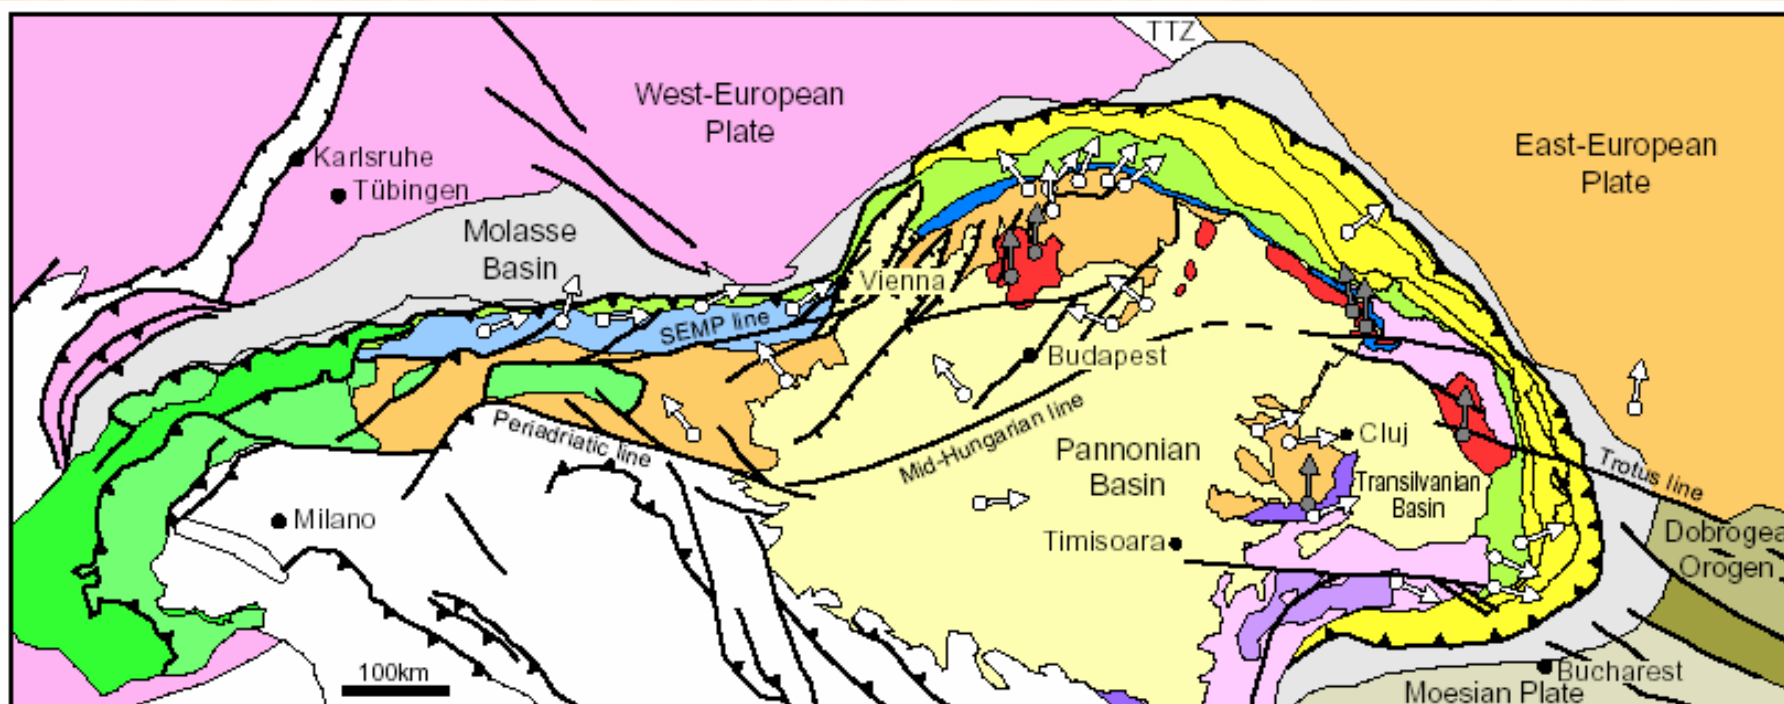 TTZ
West-European
Plate
East-European
Plate
Karlsruhe
Tübingen
Molasse
Basin
Vienna
SEMP line
Budapest
Periadriatic line
Mid-Hungarian line
Pannonian
Basin
Cluj
Transilvanian
Basin
Trotus line
Milano
Timisoara
Dobrogea
Orogen
100km
Bucharest
Moesian Plate